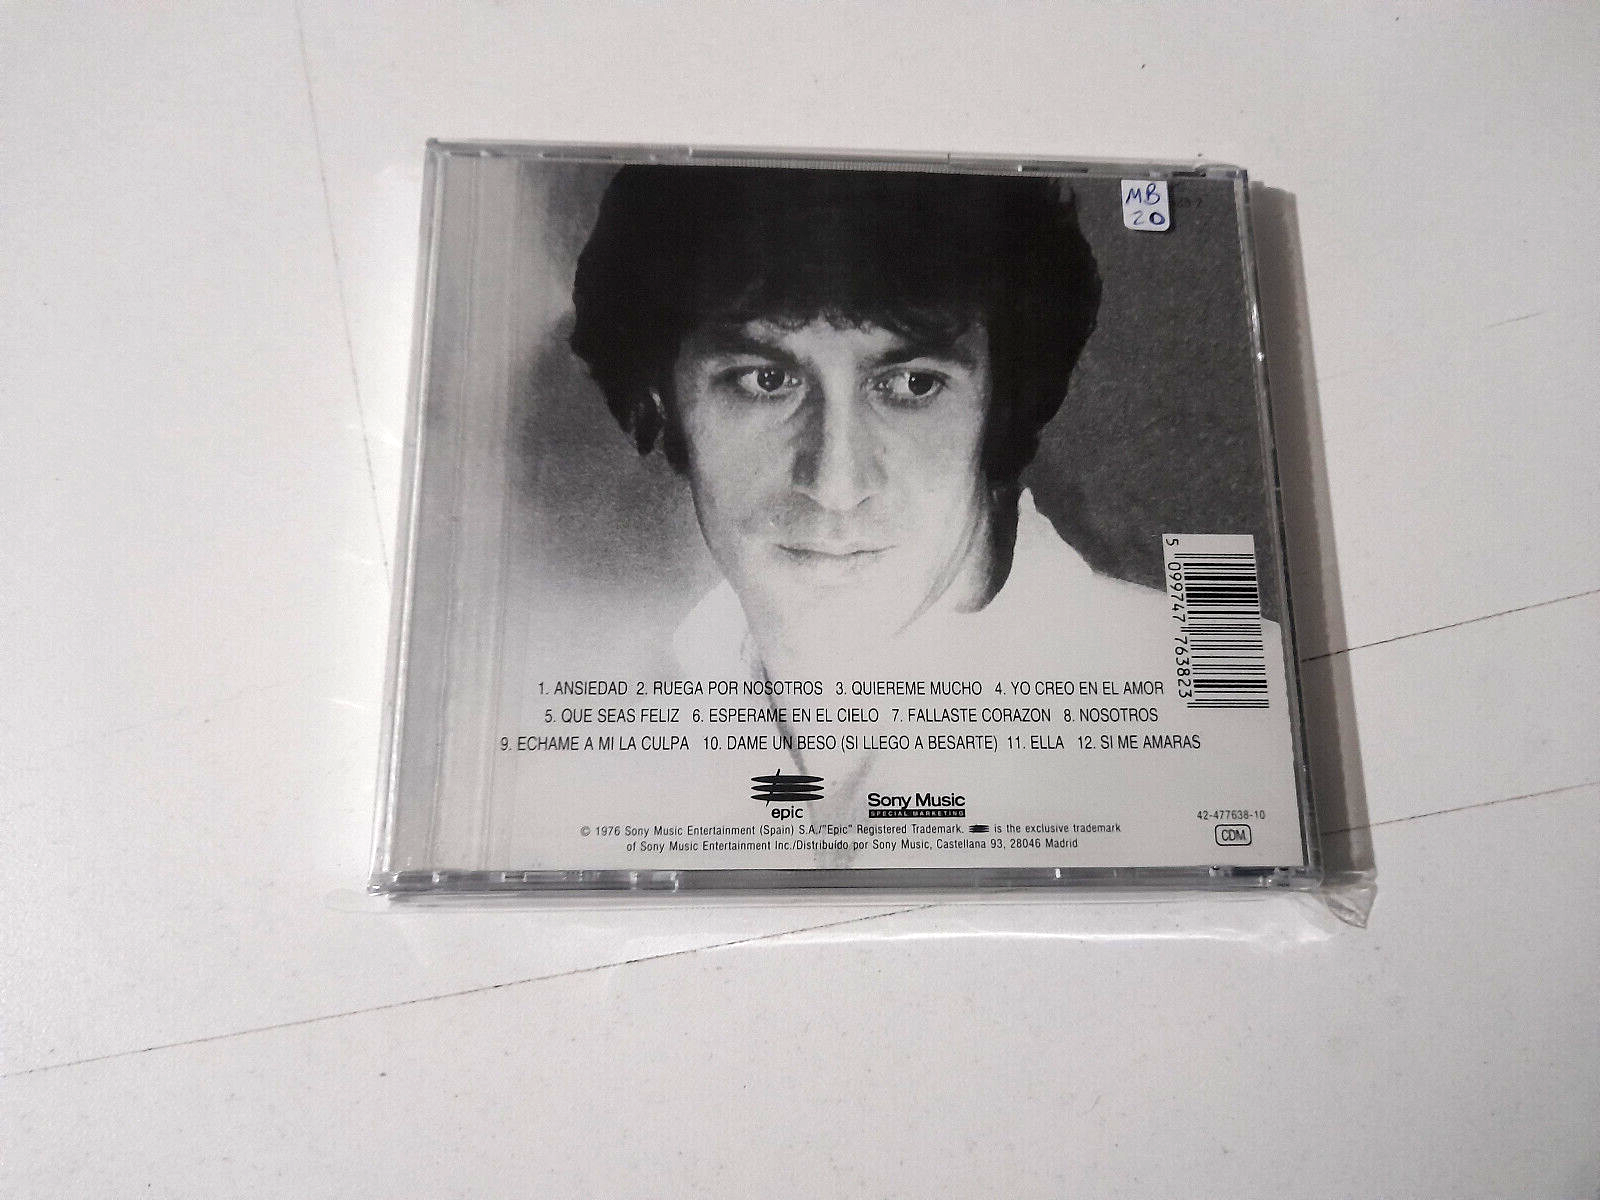 MB
20
5 099747 763823
1. ANSIEDAD 2. RUEGA POR NOSOTROS 3. QUIEREME MUCHO 4. YO CREO EN EL AMOR
5. QUE SEAS FELIZ 6. ESPERAME EN EL CIELO 7. FALLASTE CORAZON 8. NOSOTROS
9. ECHAME A MI LA CULPA 10. DAME UN BESO (SI LLEGO A BESARTE) 11. ELLA 12. SI ME AMARAS
epic
Sony Music
SPECIAL MARKETING
42-477638-10
CDM
© 1976 Sony Music Entertainment (Spain) S.A./"Epic" Registered Trademark. is the exclusive trademark
of Sony Music Entertainment Inc./Distribuído por Sony Music, Castellana 93, 28046 Madrid